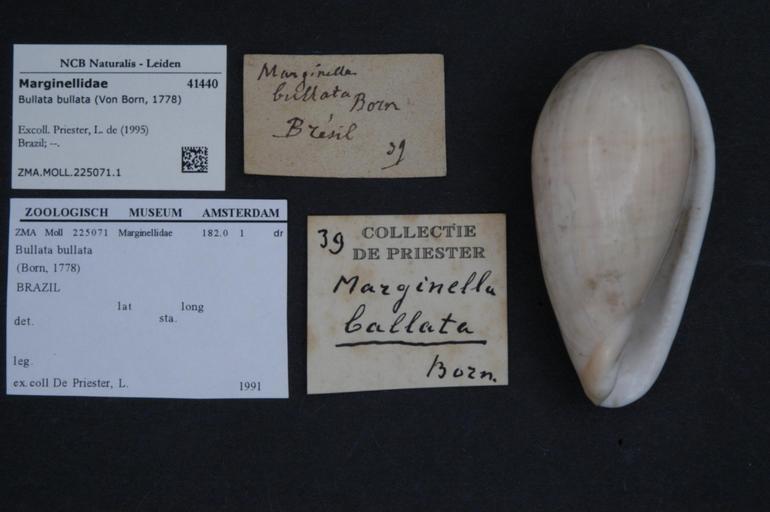 NCB Naturalis - Leiden
Marginellidae 41440
Bullata bullata (Von Born, 1778)
Excoll. Priester, L. de (1995)
Brazil; --.
ZMA.MOLL.225071.1
Marginella
bullata Born
Brésil
39
ZOOLOGISCH MUSEUM AMSTERDAM
ZMA Moll 225071 Marginellidae 182.0 1 dr
Bullata bullata
(Born, 1778)
BRAZIL
lat long
det. sta.
leg.
ex.coll De Priester, L. 1991
39 COLLECTIE
DE PRIESTER
Marginella
ballata
Born.